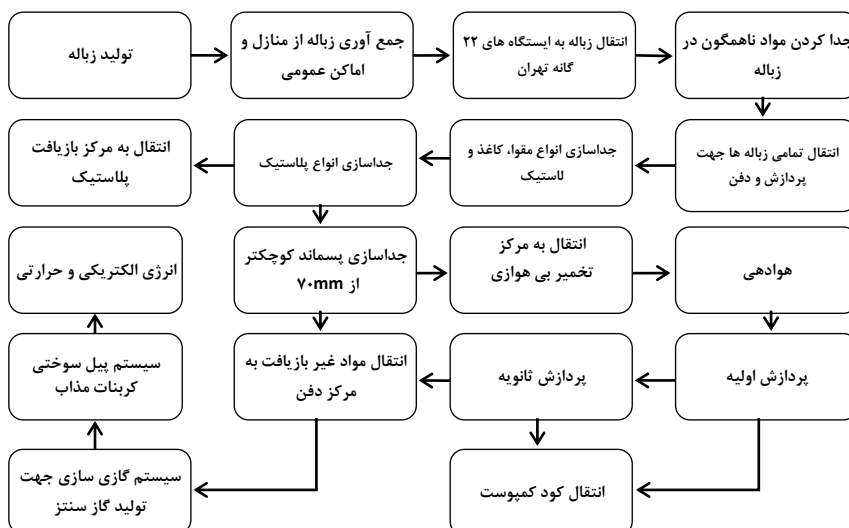 تولید زباله
جمع آوری زباله از منازل و
اماکن عمومی
انتقال زباله به ایستگاه های ۲۲
گانه تهران
جدا کردن مواد ناهمگون در
زباله
انتقال تمامی زباله ها جهت
پردازش و دفن
جداسازی انواع مقوا، کاغذ و
لاستیک
جداسازی انواع پلاستیک
انتقال به مرکز بازیافت
پلاستیک
جداسازی پسماند کوچکتر
از ۷۰mm
انتقال به مرکز
تخمیر بی هوازی
هوادهی
پردازش اولیه
پردازش ثانویه
انتقال مواد غیر بازیافت به
مرکز دفن
انتقال کود کمپوست
سیستم گازی سازی جهت
تولید گاز سنتز
سیستم پیل سوختی
کربنات مذاب
انرژی الکتریکی و حرارتی